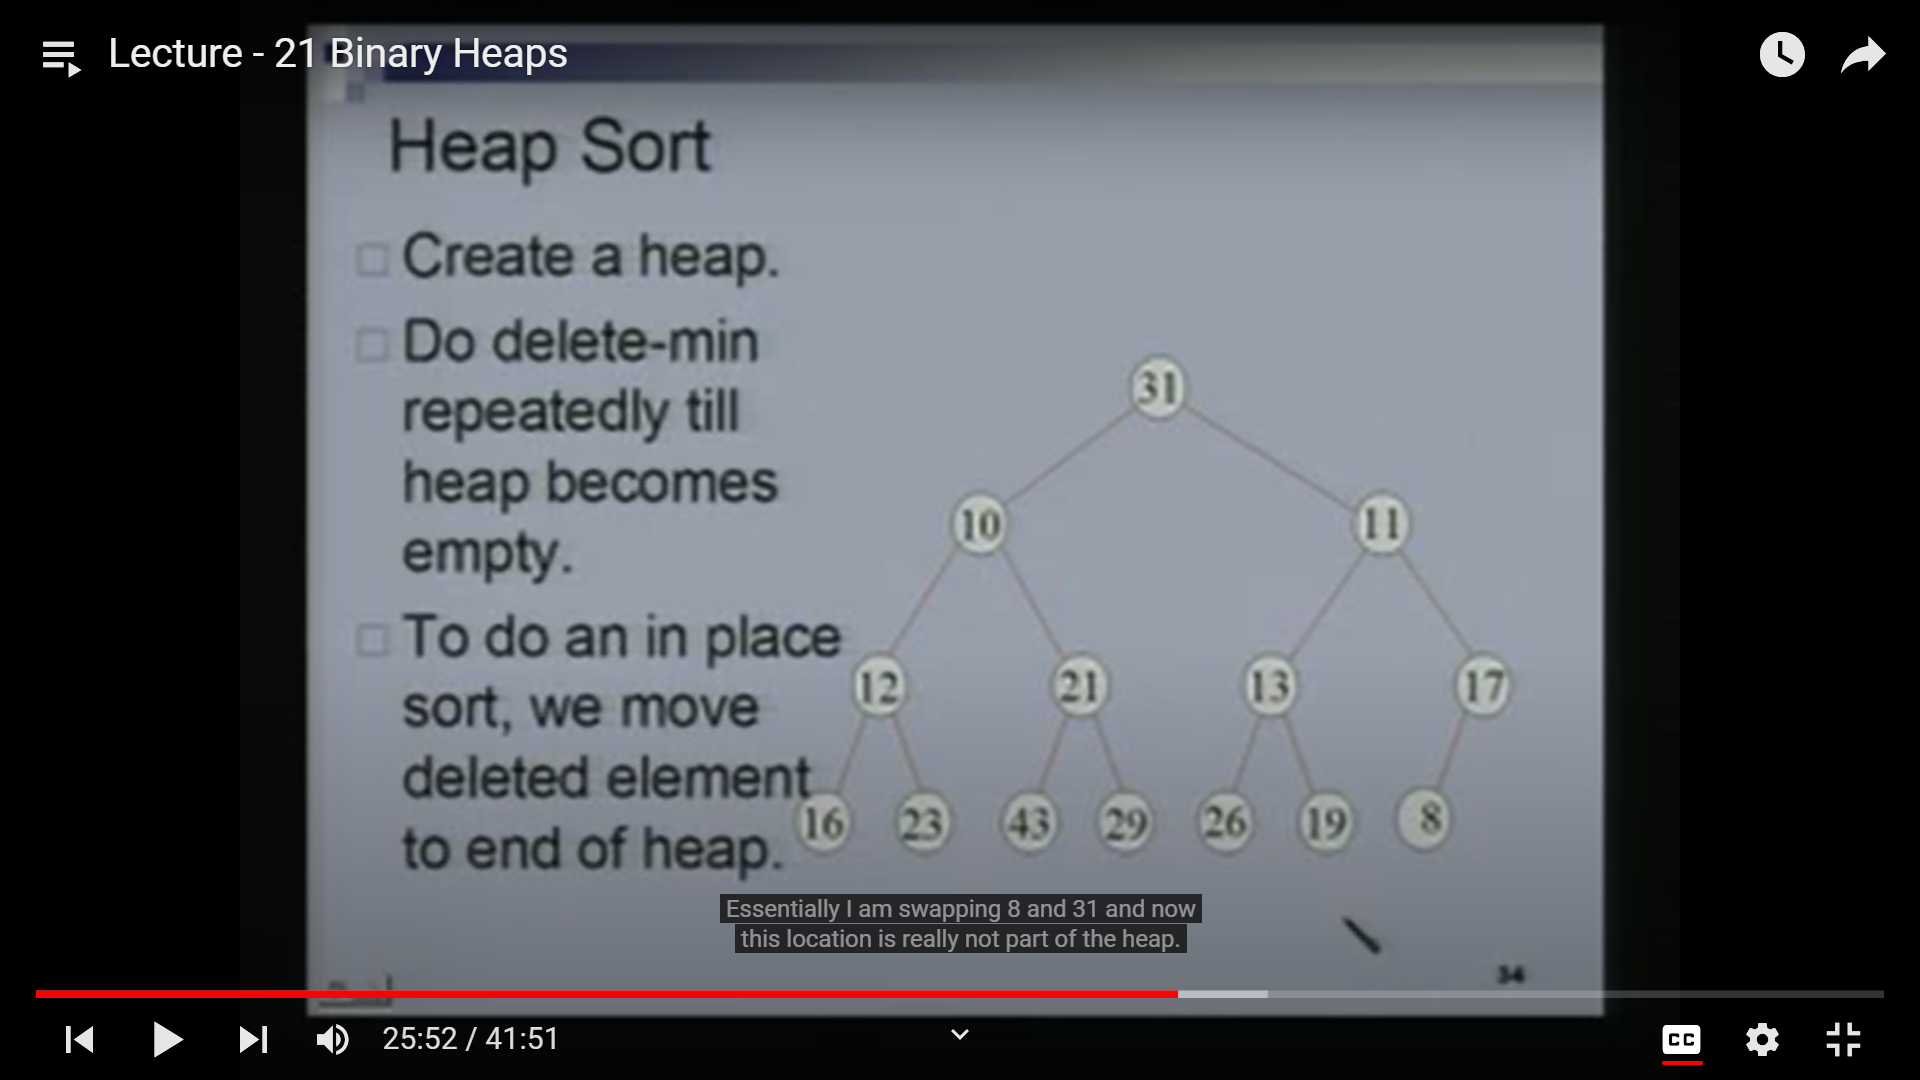 Lecture - 21 Binary Heaps
Heap Sort
Create a heap.
Do delete-min
repeatedly till
heap becomes
empty.
To do an in place
sort, we move
deleted element
to end of heap.
31
10 11
12 21 13 17
16 23 43 29 26 19 8
Essentially I am swapping 8 and 31 and now
this location is really not part of the heap.
34
25:52 / 41:51
CC